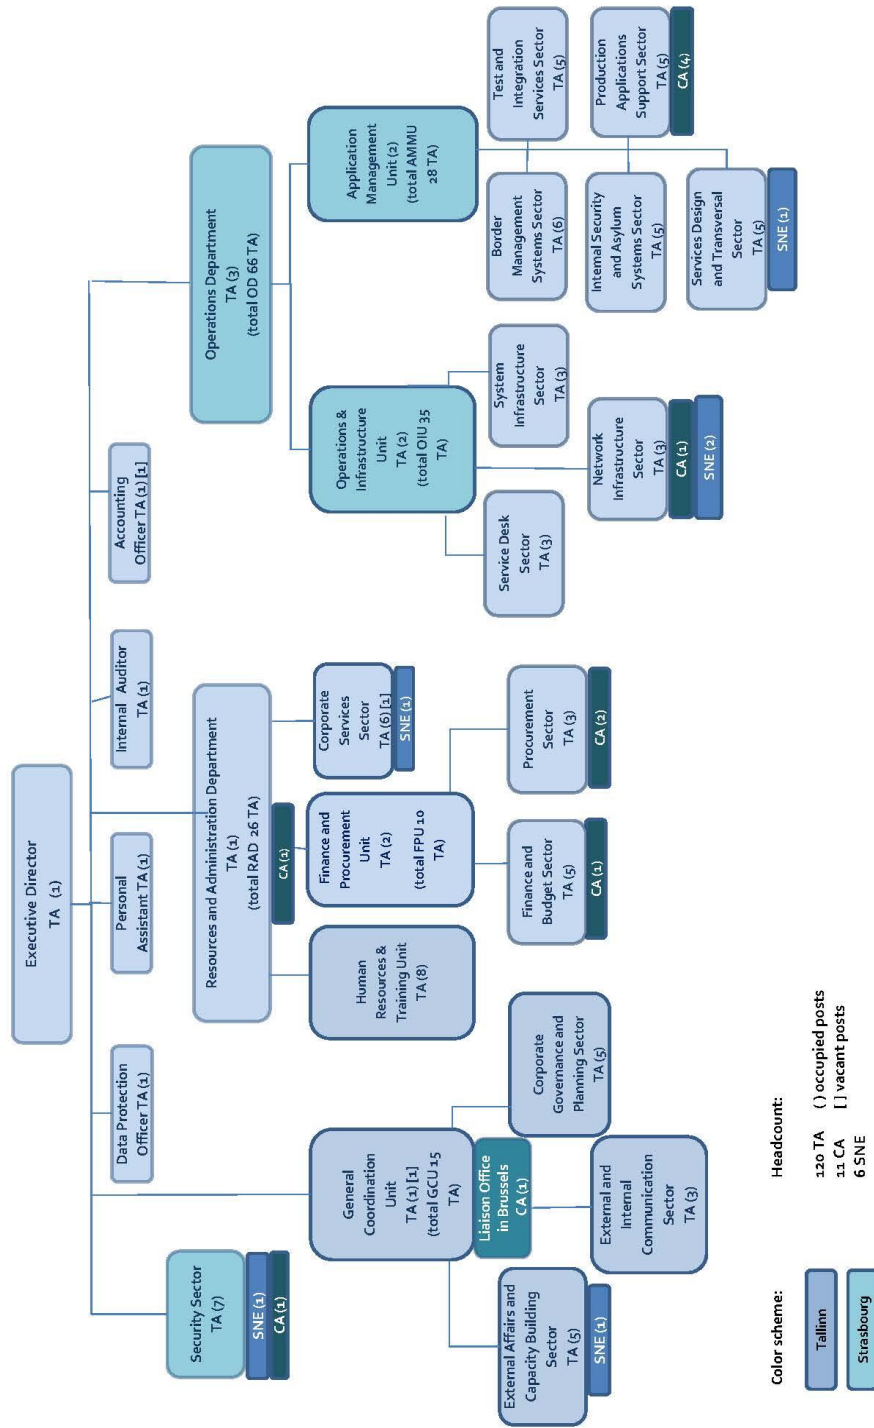 Executive Director
TA (1)
Data Protection
Officer TA (1)
Personal
Assistant TA (1)
Internal Auditor
TA (1)
Accounting
Officer TA (1) [1]
Security Sector
TA (7)
SNE (1)
CA (1)
Resources and Administration Department
TA (1)
(total RAD 26 TA)
CA (1)
Operations Department
TA (3)
(total OD 66 TA)
General
Coordination
Unit
TA (1) [1]
(total GCU 15
TA)
Liaison Office
in Brussels
CA (1)
Human
Resources &
Training Unit
TA (8)
Finance and
Procurement
Unit
TA (2)
(total FPU 10
TA)
Corporate
Services
Sector
TA (6) [1]
SNE (1)
Operations &
Infrastructure
Unit
TA (2)
(total OIU 35
TA)
Application
Management
Unit (2)
(total AMMU
28 TA)
External Affairs and
Capacity Building
Sector
TA (5)
SNE (1)
External and
Internal
Communication
Sector
TA (3)
Corporate
Governance and
Planning Sector
TA (5)
Finance and
Budget Sector
TA (5)
CA (1)
Procurement
Sector
TA (3)
CA (2)
Service Desk
Sector
TA (3)
Network
Infrastructure
Sector
TA (3)
CA (1)
SNE (2)
System
Infrastructure
Sector
TA (3)
Border
Management
Systems Sector
TA (6)
Test and
Integration
Services Sector
TA (5)
Internal Security
and Asylum
Systems Sector
TA (5)
Production
Applications
Support Sector
TA (5)
CA (4)
Services Design
and Transversal
Sector
TA (5)
SNE (1)
Color scheme:
Tallinn
Strasbourg
Headcount:
120 TA ( ) occupied posts
11 CA [ ] vacant posts
6 SNE